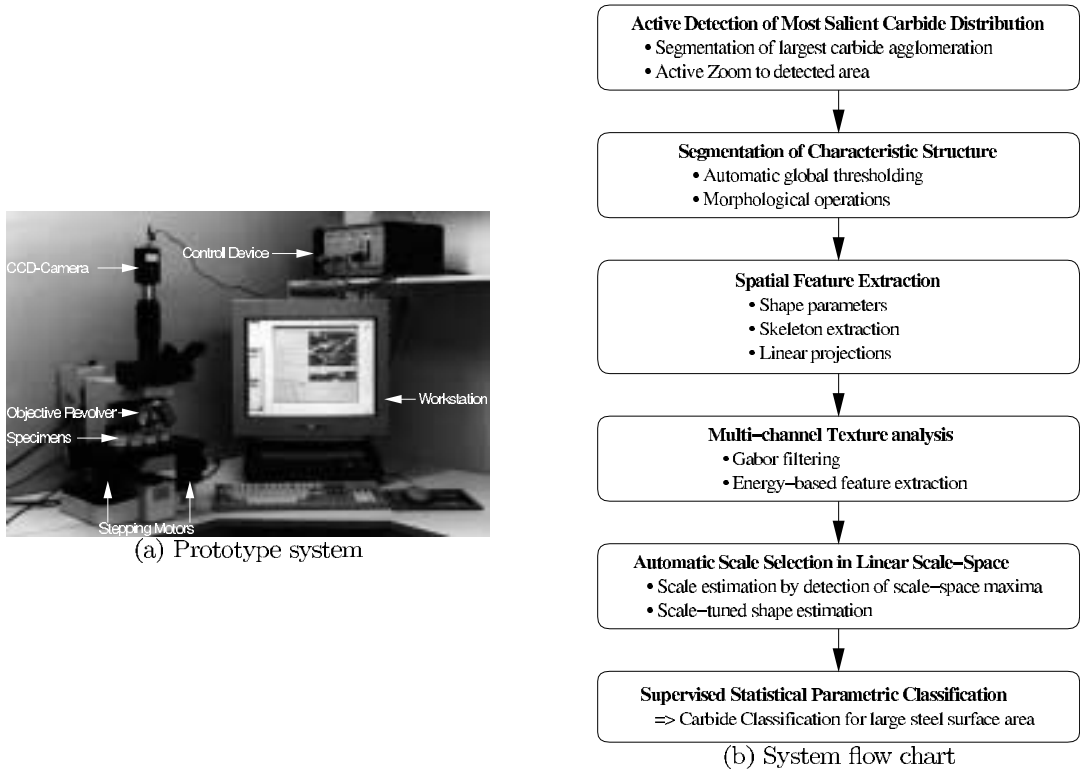 Control Device
CCD-Camera
Objective Revolver
Workstation
Specimens
Stepping Motors
(a) Prototype system
Active Detection of Most Salient Carbide Distribution
• Segmentation of largest carbide agglomeration
• Active Zoom to detected area
Segmentation of Characteristic Structure
• Automatic global thresholding
• Morphological operations
Spatial Feature Extraction
• Shape parameters
• Skeleton extraction
• Linear projections
Multi−channel Texture analysis
• Gabor filtering
• Energy−based feature extraction
Automatic Scale Selection in Linear Scale−Space
• Scale estimation by detection of scale−space maxima
• Scale−tuned shape estimation
Supervised Statistical Parametric Classification
=> Carbide Classification for large steel surface area
(b) System flow chart